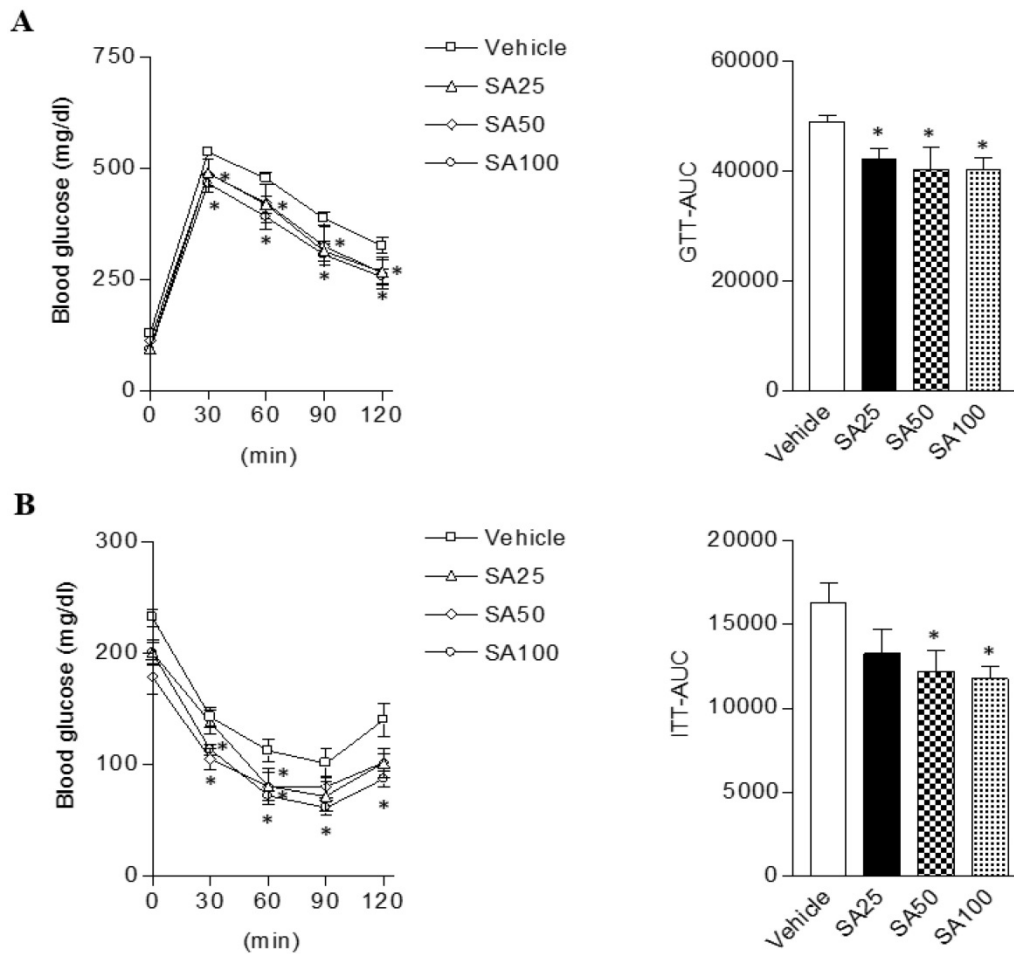 A
Blood glucose (mg/dl)
750
500
250
0
0 30 60 90 120
(min)
Vehicle
SA25
SA50
SA100
* * * * * * * *
GTT-AUC
60000
40000
20000
0
* * *
Vehicle SA25 SA50 SA100
B
Blood glucose (mg/dl)
300
200
100
0
0 30 60 90 120
(min)
Vehicle
SA25
SA50
SA100
* * * * * * *
ITT-AUC
20000
15000
10000
5000
0
* *
Vehicle SA25 SA50 SA100